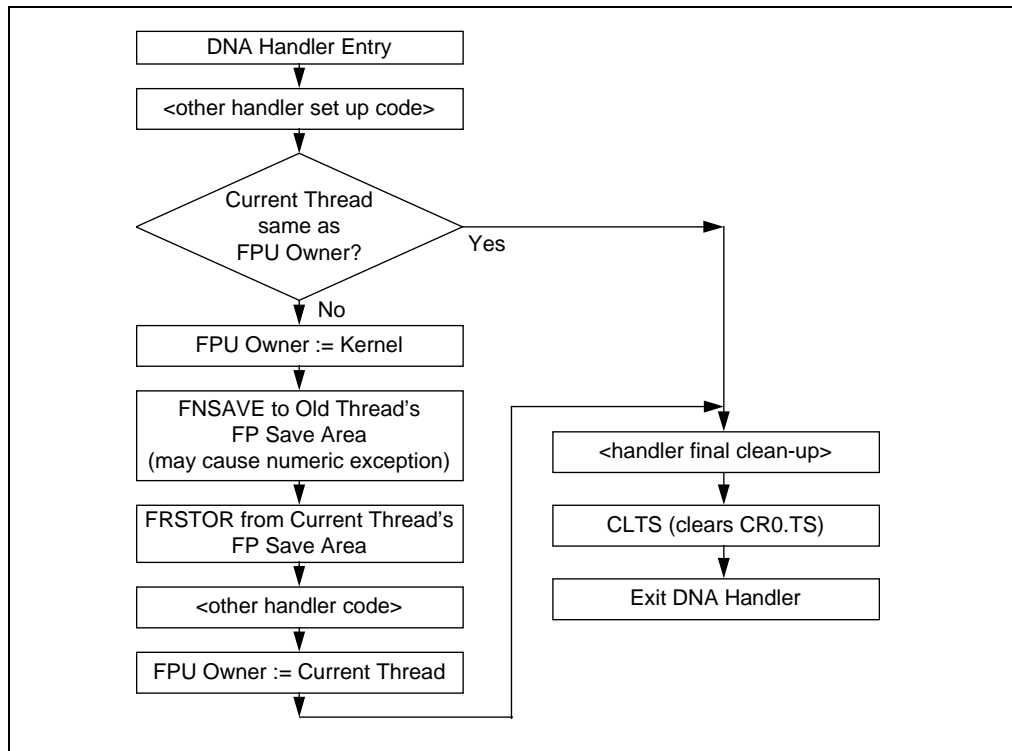 DNA Handler Entry
<other handler set up code>
Current Thread
same as
FPU Owner?
Yes
No
FPU Owner := Kernel
FNSAVE to Old Thread’s
FP Save Area
(may cause numeric exception)
FRSTOR from Current Thread’s
FP Save Area
<other handler code>
FPU Owner := Current Thread
<handler final clean-up>
CLTS (clears CR0.TS)
Exit DNA Handler